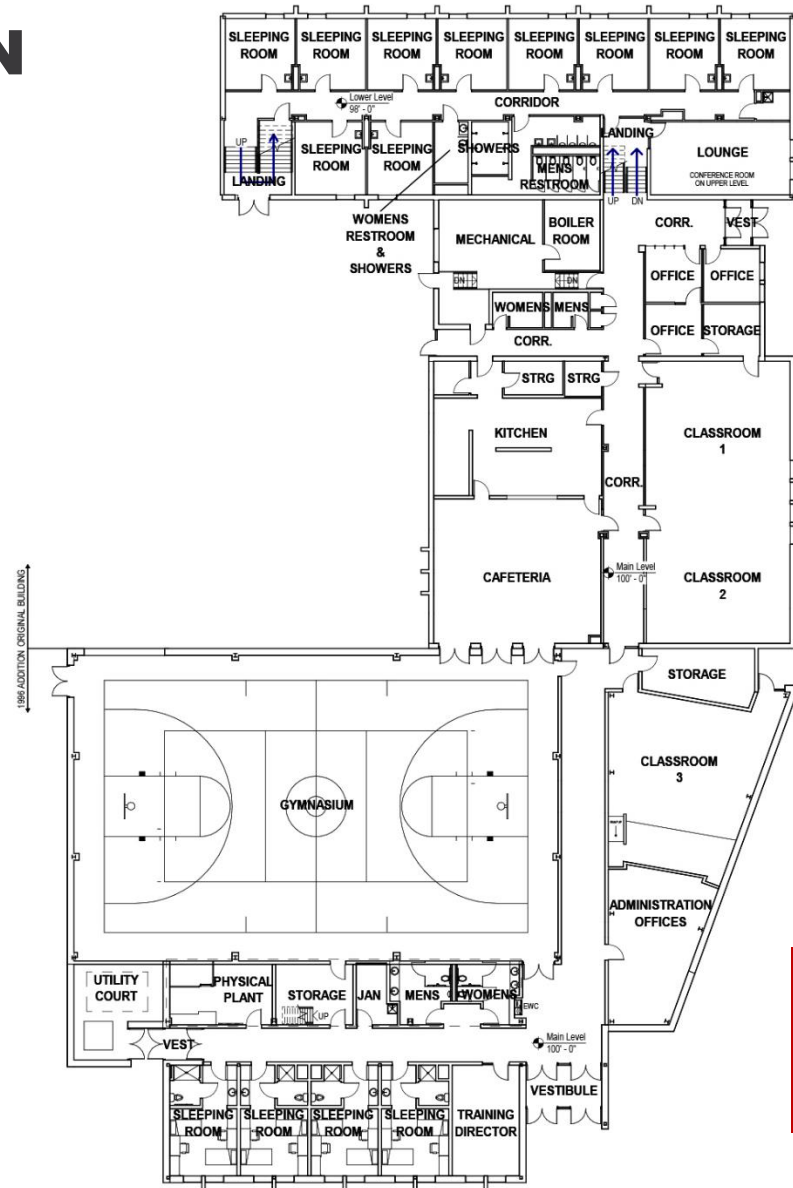 N
SLEEPING
ROOM
SLEEPING
ROOM
SLEEPING
ROOM
SLEEPING
ROOM
SLEEPING
ROOM
SLEEPING
ROOM
SLEEPING
ROOM
SLEEPING
ROOM
Lower Level
98' - 0"
CORRIDOR
UP
LANDING
SLEEPING
ROOM
SLEEPING
ROOM
SHOWERS
MENS
RESTROOM
LANDING
UP
DN
LOUNGE
CONFERENCE ROOM
ON UPPER LEVEL
WOMENS
RESTROOM
&
SHOWERS
MECHANICAL
BOILER
ROOM
CORR.
VEST
DN
DN
OFFICE
OFFICE
WOMENS
MENS
OFFICE
STORAGE
CORR.
STRG
STRG
KITCHEN
CLASSROOM
1
CORR.
CAFETERIA
Main Level
100' - 0"
CLASSROOM
2
1996 ADDITION ORIGINAL BUILDING
STORAGE
CLASSROOM
3
GYMNASIUM
ADMINISTRATION
OFFICES
UTILITY
COURT
PHYSICAL
PLANT
STORAGE
UP
JAN
MENS
WOMENS
EWC
VEST
Main Level
100' - 0"
SLEEPING
ROOM
SLEEPING
ROOM
SLEEPING
ROOM
SLEEPING
ROOM
TRAINING
DIRECTOR
VESTIBULE